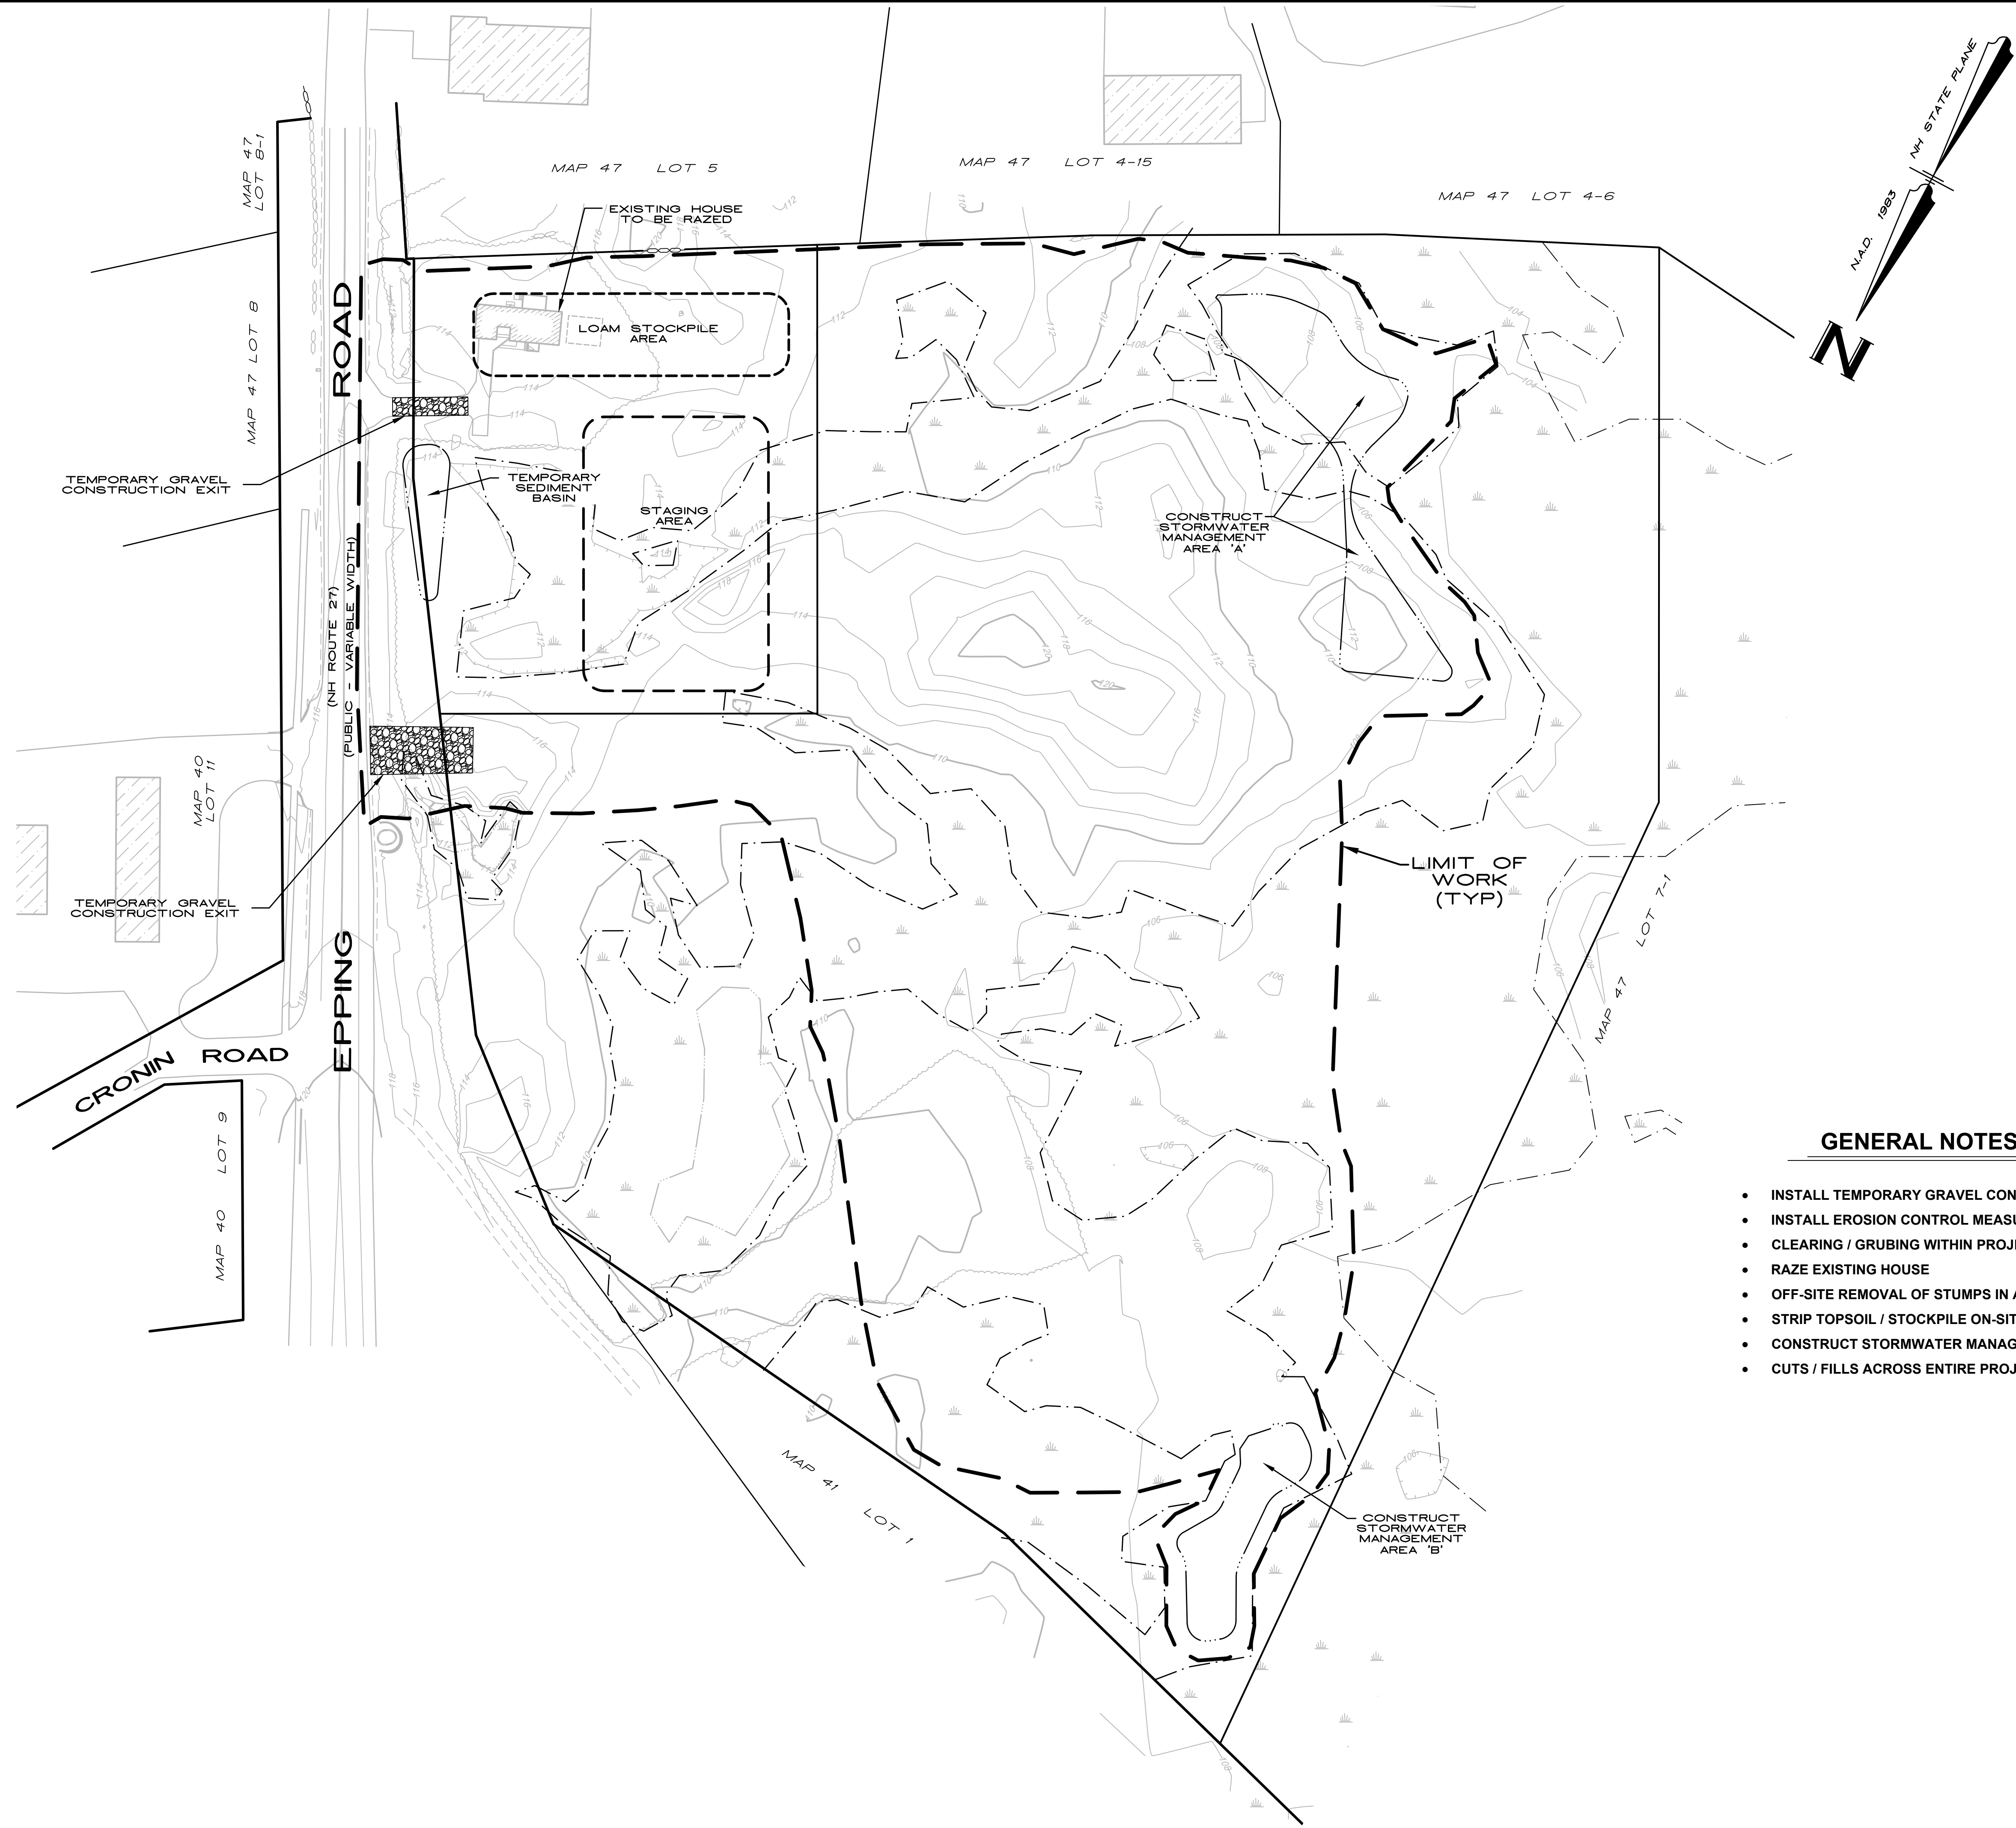 NH STATE PLANE
N.A.D. 1983
N
MAP 47
LOT 8-1
MAP 47 LOT 5
MAP 47 LOT 4-15
MAP 47 LOT 4-6
EXISTING HOUSE
TO BE RAZED
LOAM STOCKPILE
AREA
MAP 47 LOT 8
ROAD
TEMPORARY GRAVEL
CONSTRUCTION EXIT
TEMPORARY
SEDIMENT
BASIN
STAGING
AREA
CONSTRUCT
STORMWATER
MANAGEMENT
AREA 'A'
(NH ROUTE 27)
(PUBLIC - VARIABLE WIDTH)
MAP 40
LOT 11
TEMPORARY GRAVEL
CONSTRUCTION EXIT
EPPING
LIMIT OF
WORK
(TYP)
MAP 47 LOT 7-1
CRONIN ROAD
MAP 40 LOT 9
MAP 41 LOT 1
CONSTRUCT
STORMWATER
MANAGEMENT
AREA 'B'
GENERAL NOTES
• INSTALL TEMPORARY GRAVEL CON
• INSTALL EROSION CONTROL MEASU
• CLEARING / GRUBING WITHIN PROJ
• RAZE EXISTING HOUSE
• OFF-SITE REMOVAL OF STUMPS IN A
• STRIP TOPSOIL / STOCKPILE ON-SIT
• CONSTRUCT STORMWATER MANAG
• CUTS / FILLS ACROSS ENTIRE PROJ